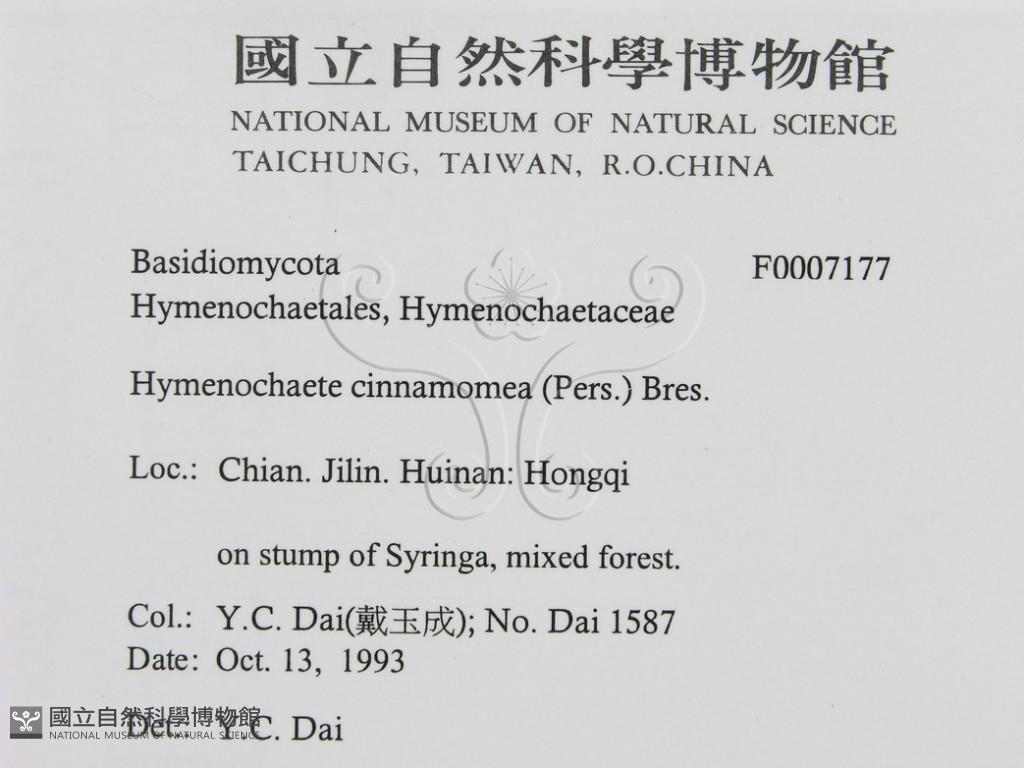 國立自然科學博物館
NATIONAL MUSEUM OF NATURAL SCIENCE
TAICHUNG, TAIWAN, R.O.CHINA
Basidiomycota F0007177
Hymenochaetales, Hymenochaetaceae
Hymenochaete cinnamomea (Pers.) Bres.
Loc.: Chian. Jilin. Huinan: Hongqi
on stump of Syringa, mixed forest.
Col.: Y.C. Dai(戴玉成); No. Dai 1587
Date: Oct. 13, 1993
Det.: Y.C. Dai
國立自然科學博物館
NATIONAL MUSEUM OF NATURAL SCIENCE